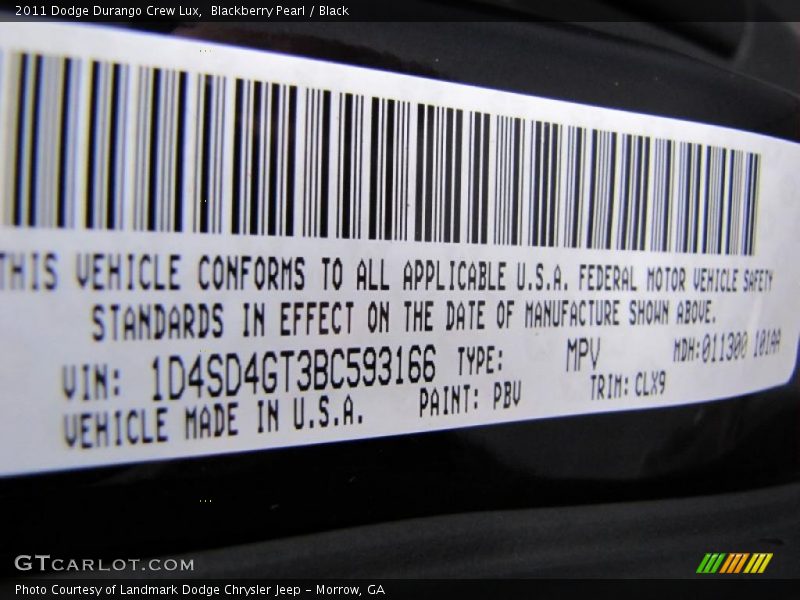 2011 Dodge Durango Crew Lux, Blackberry Pearl / Black
THIS VEHICLE CONFORMS TO ALL APPLICABLE U.S.A. FEDERAL MOTOR VEHICLE SAFETY
STANDARDS IN EFFECT ON THE DATE OF MANUFACTURE SHOWN ABOVE.
VIN: 1D4SD4GT3BC593166 TYPE: MPV MDH:011300 101AA
VEHICLE MADE IN U.S.A. PAINT: PBV TRIM: CLX9
GTCARLOT.COM
Photo Courtesy of Landmark Dodge Chrysler Jeep - Morrow, GA